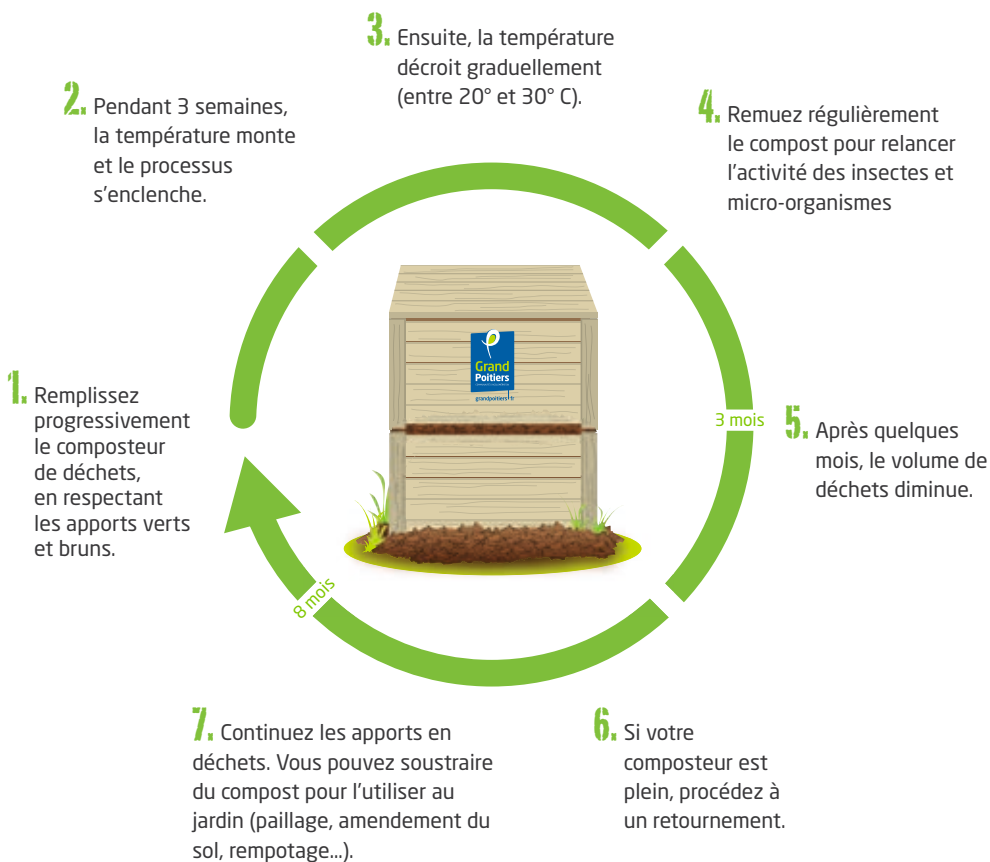 1. Remplissez
progressivement
le composteur
de déchets,
en respectant
les apports verts
et bruns.
2. Pendant 3 semaines,
la température monte
et le processus
s'enclenche.
3. Ensuite, la température
décroit graduellement
(entre 20° et 30° C).
4. Remuez régulièrement
le compost pour relancer
l'activité des insectes et
micro-organismes
Grand
Poitiers
grandpoitiers.fr
3 mois
5. Après quelques
mois, le volume de
déchets diminue.
6. Si votre
composteur est
plein, procédez à
un retournement.
8 mois
7. Continuez les apports en
déchets. Vous pouvez soustraire
du compost pour l'utiliser au
jardin (paillage, amendement du
sol, rempotage...).